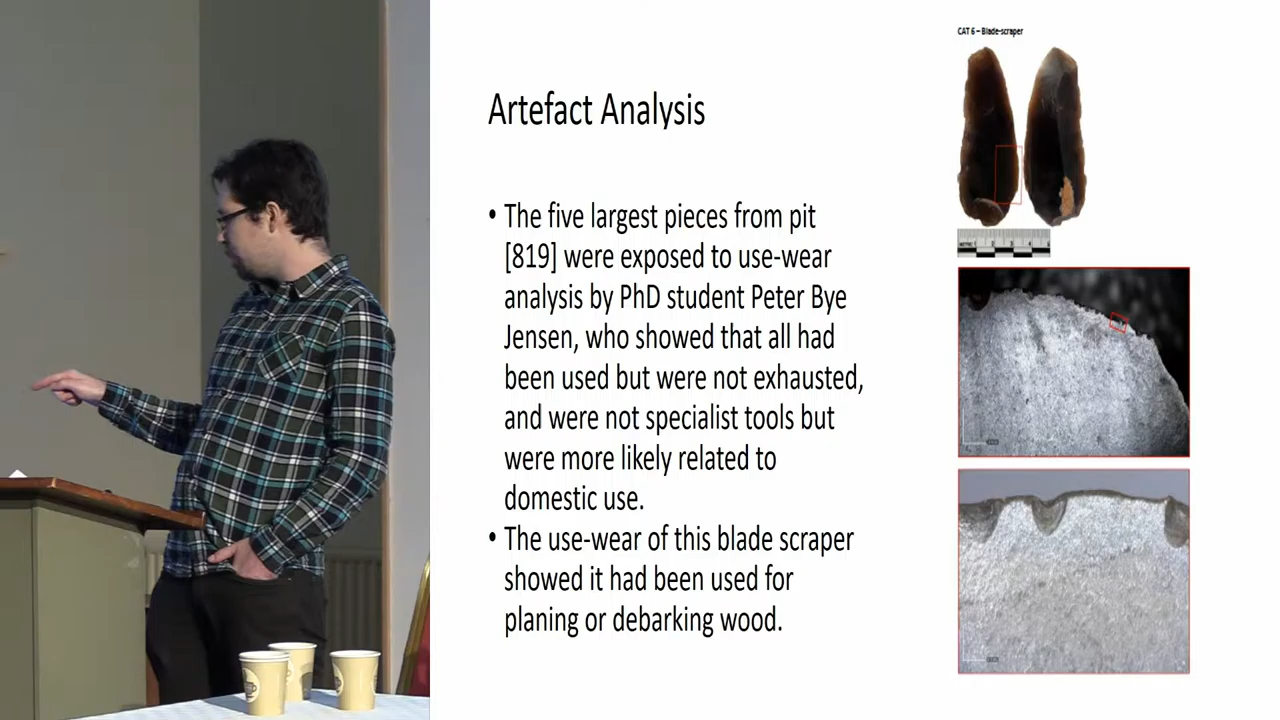 CAT 6 – Blade-scraper
Artefact Analysis
• The five largest pieces from pit
[819] were exposed to use-wear
analysis by PhD student Peter Bye
Jensen, who showed that all had
been used but were not exhausted,
and were not specialist tools but
were more likely related to
domestic use.
• The use-wear of this blade scraper
showed it had been used for
planing or debarking wood.